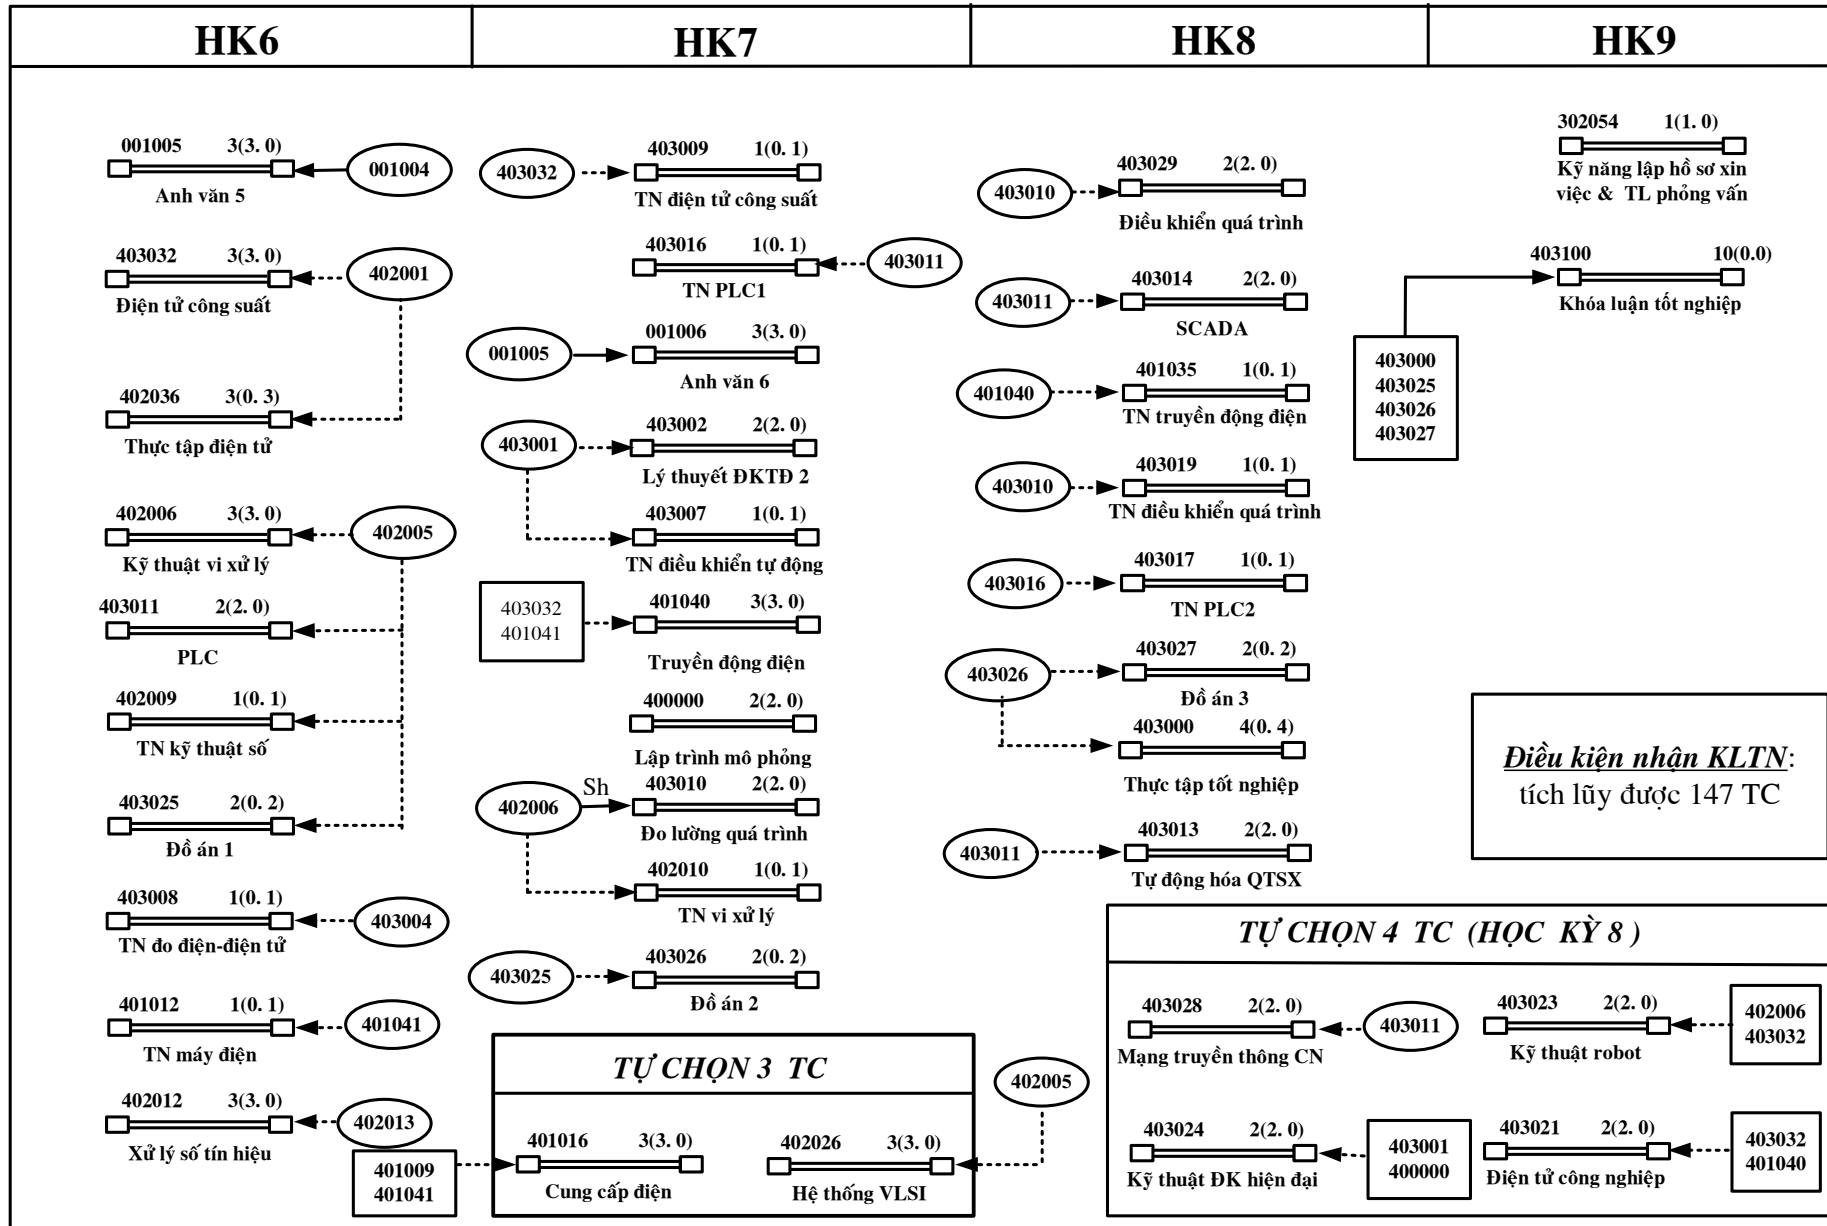 HK6
HK7
HK8
HK9
001005 3(3. 0)
001004
Anh văn 5
403032 3(3. 0)
402001
Điện tử công suất
402036 3(0. 3)
Thực tập điện tử
402006 3(3. 0)
402005
Kỹ thuật vi xử lý
403011 2(2. 0)
PLC
402009 1(0. 1)
TN kỹ thuật số
403025 2(0. 2)
Đồ án 1
403008 1(0. 1)
403004
TN đo điện-điện tử
401012 1(0. 1)
401041
TN máy điện
402012 3(3. 0)
402013
Xử lý số tín hiệu
401009
401041
403032
403009 1(0. 1)
TN điện tử công suất
403016 1(0. 1)
403011
TN PLC1
001005
001006 3(3. 0)
Anh văn 6
403001
403002 2(2. 0)
Lý thuyết ĐKTĐ 2
403007 1(0. 1)
TN điều khiển tự động
403032
401041
401040 3(3. 0)
Truyền động điện
400000 2(2. 0)
Lập trình mô phỏng
402006
Sh
403010 2(2. 0)
Đo lường quá trình
402010 1(0. 1)
TN vi xử lý
403025
403026 2(0. 2)
Đồ án 2
TỰ CHỌN 3 TC
401016 3(3. 0)
Cung cấp điện
402026 3(3. 0)
Hệ thống VLSI
402005
403010
403029 2(2. 0)
Điều khiển quá trình
403011
403014 2(2. 0)
SCADA
401040
401035 1(0. 1)
TN truyền động điện
403010
403019 1(0. 1)
TN điều khiển quá trình
403016
403017 1(0. 1)
TN PLC2
403026
403027 2(0. 2)
Đồ án 3
403000 4(0. 4)
Thực tập tốt nghiệp
403011
403013 2(2. 0)
Tự động hóa QTSX
302054 1(1. 0)
Kỹ năng lập hồ sơ xin
việc & TL phỏng vấn
403100 10(0.0)
Khóa luận tốt nghiệp
403000
403025
403026
403027
Điều kiện nhận KLTN:
tích lũy được 147 TC
TỰ CHỌN 4 TC (HỌC KỲ 8 )
403028 2(2. 0)
403011
Mạng truyền thông CN
403023 2(2. 0)
402006
403032
Kỹ thuật robot
403024 2(2. 0)
403001
400000
Kỹ thuật ĐK hiện đại
403021 2(2. 0)
403032
401040
Điện tử công nghiệp